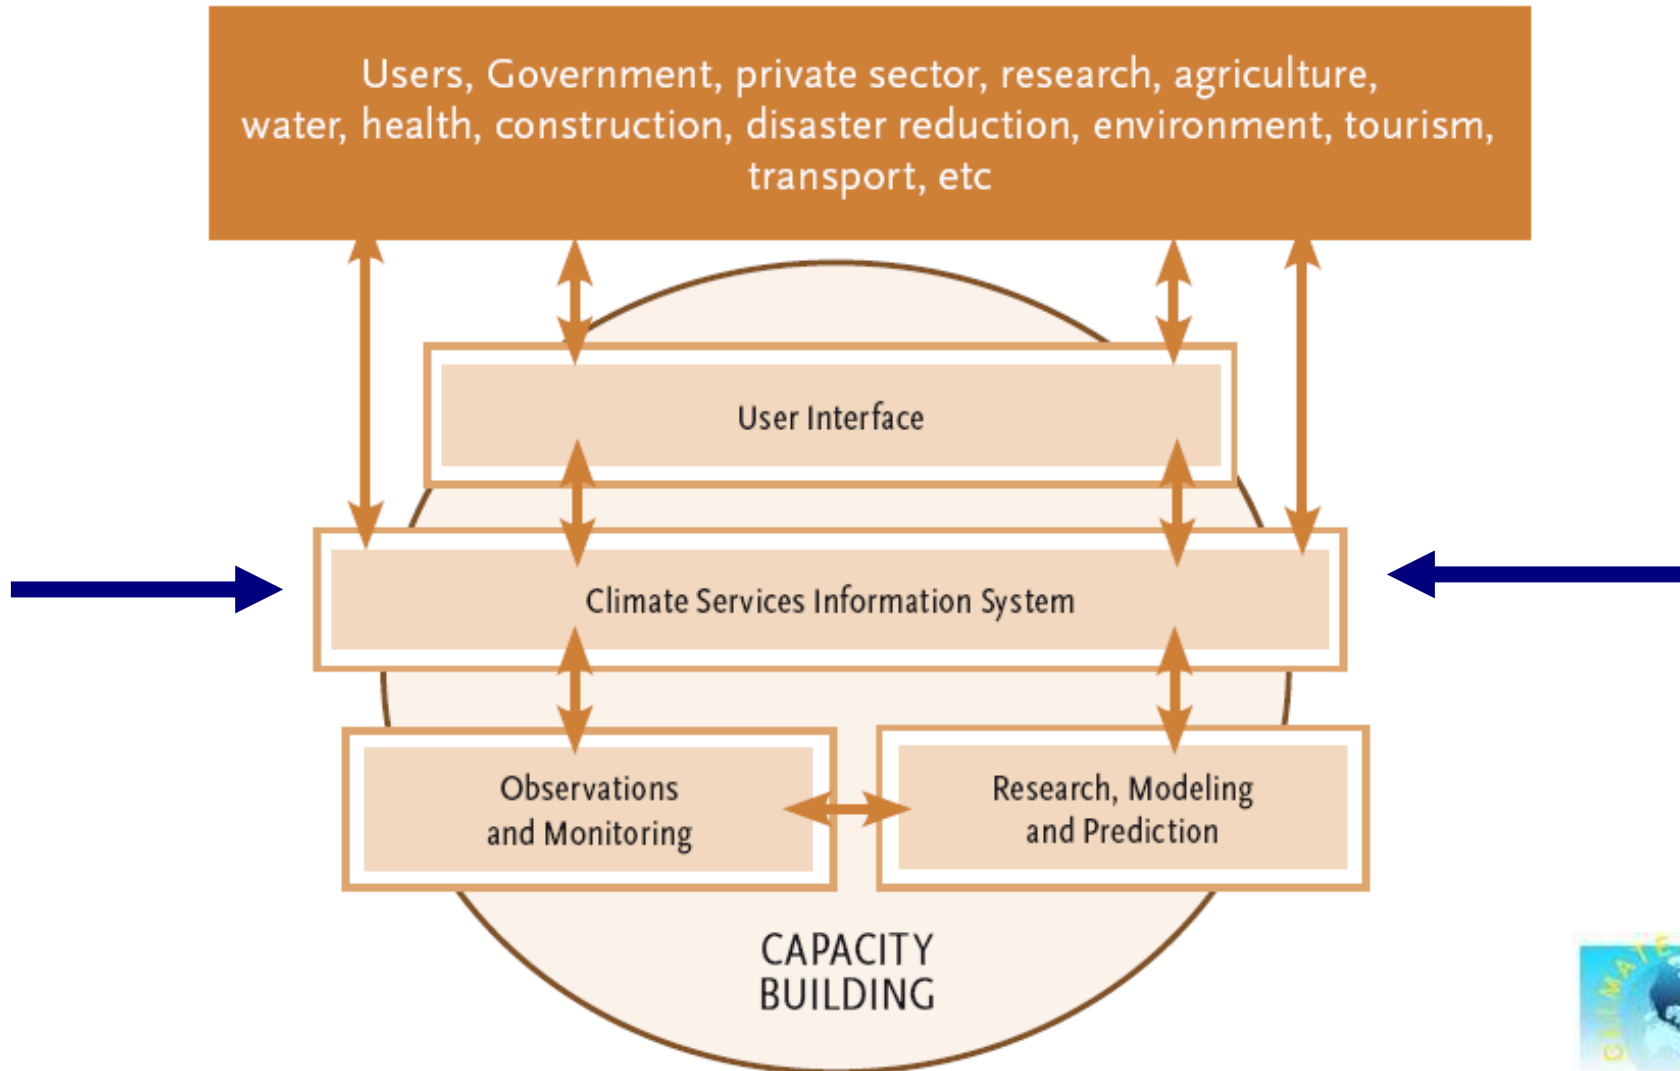 Users, Government, private sector, research, agriculture,
water, health, construction, disaster reduction, environment, tourism,
transport, etc
User Interface
Climate Services Information System
Observations
and Monitoring
Research, Modeling
and Prediction
CAPACITY
BUILDING
CLIMATE